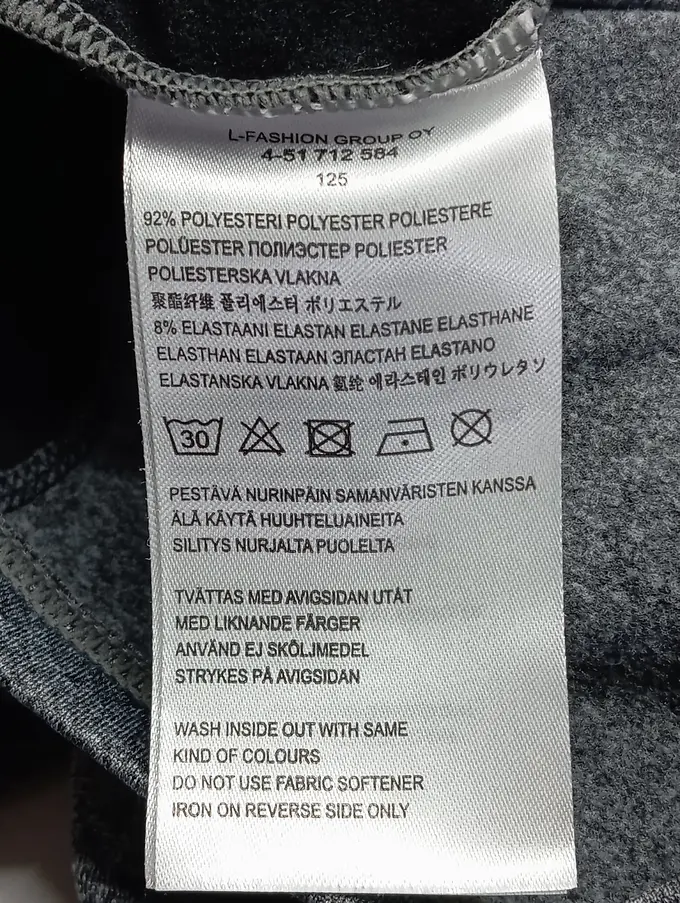 L-FASHION GROUP OY
4-51 712 584
125
92% POLYESTERI POLYESTER POLIESTERE
POLÜESTER ПОЛИЭСТЕР POLIESTER
POLIESTERSKA VLAKNA
聚酯纤维 폴리에스터 ポリエステル
8% ELASTAANI ELASTAN ELASTANE ELASTHANE
ELASTHAN ELASTAAN ЭЛАСТАН ELASTANO
ELASTANSKA VLAKNA 氨纶 에라스테인 ポリウレタソ
30
PESTÄVÄ NURINPÄIN SAMANVÄRISTEN KANSSA
ÄLÄ KÄYTÄ HUUHTELUAINEITA
SILITYS NURJALTA PUOLELTA
TVÄTTAS MED AVIGSIDAN UTÅT
MED LIKNANDE FÄRGER
ANVÄND EJ SKÖLJMEDEL
STRYKES PÅ AVIGSIDAN
WASH INSIDE OUT WITH SAME
KIND OF COLOURS
DO NOT USE FABRIC SOFTENER
IRON ON REVERSE SIDE ONLY